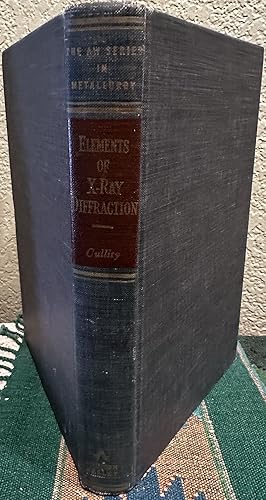 THE AW SERIES
IN
METALLURGY
ELEMENTS
OF
X-RAY
DIFFRACTION
Cullity